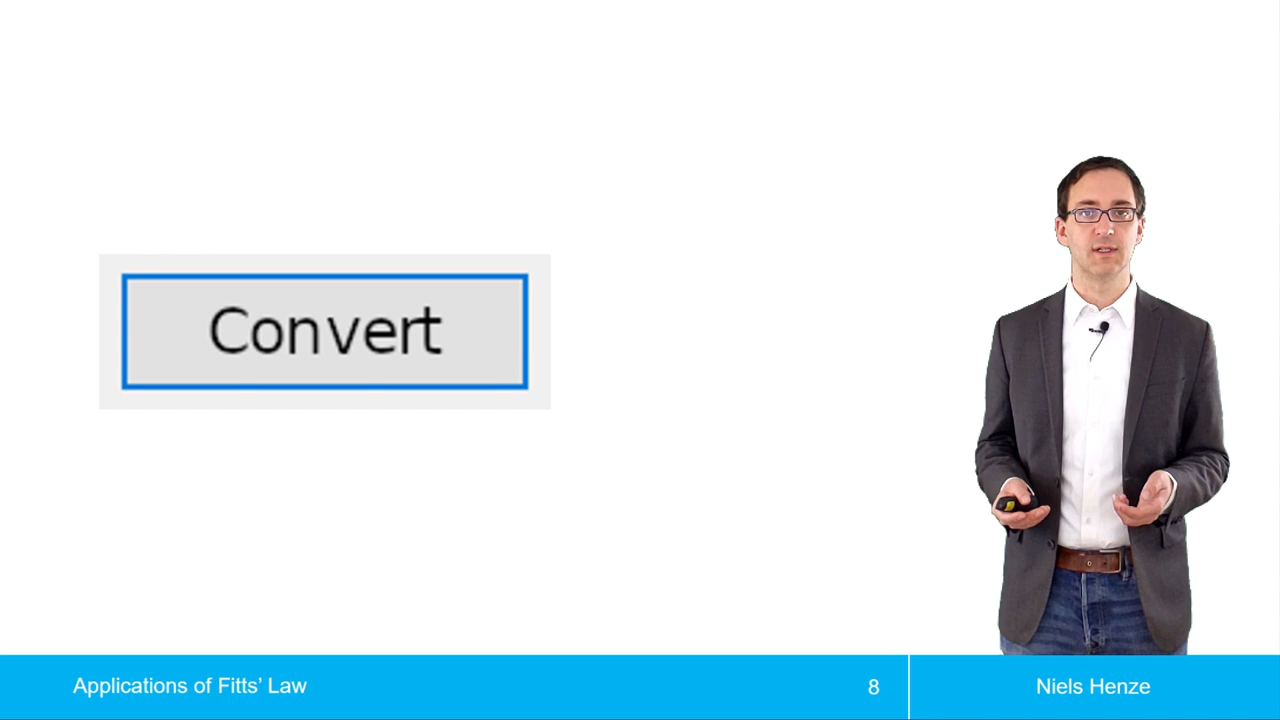 Convert
Applications of Fitts’ Law
8
Niels Henze